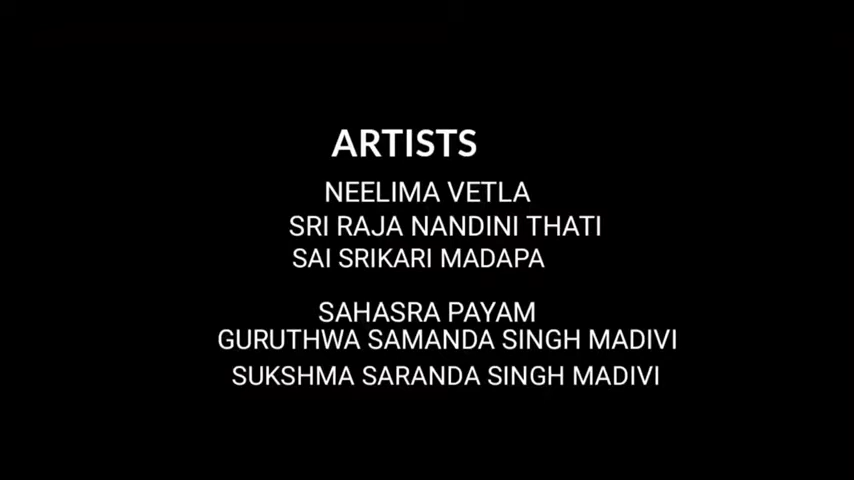 ARTISTS
NEELIMA VETLA
SRI RAJA NANDINI THATI
SAI SRIKARI MADAPA
SAHASRA PAYAM
GURUTHWA SAMANDA SINGH MADIVI
SUKSHMA SARANDA SINGH MADIVI